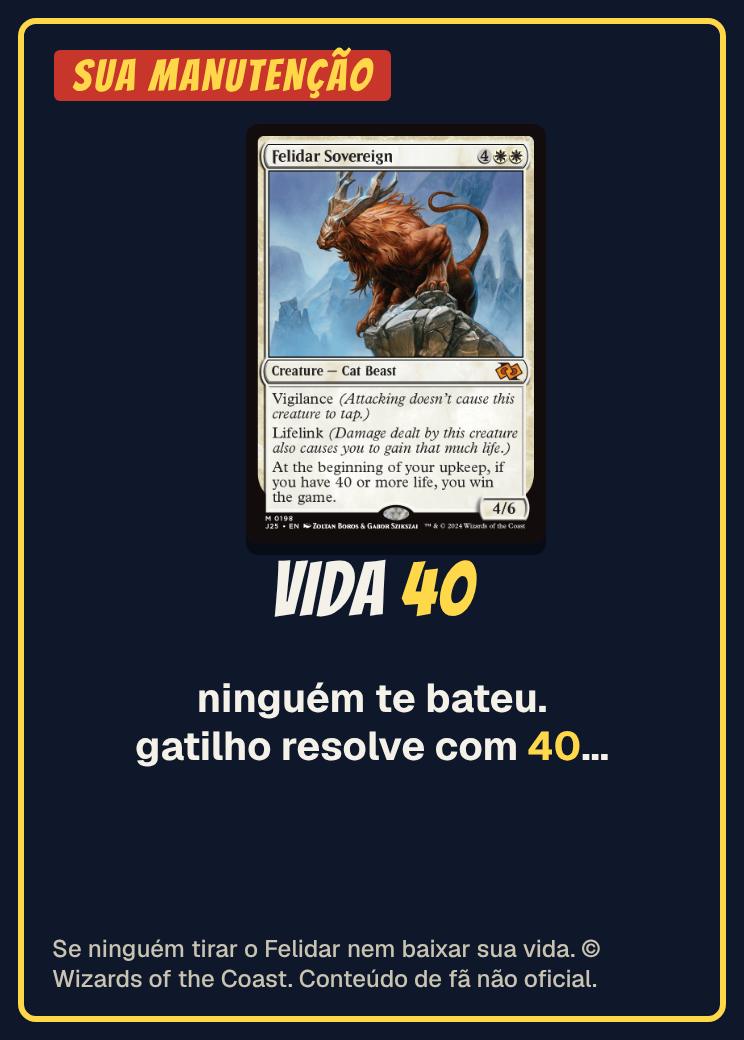 SUA MANUTENÇÃO
Felidar Sovereign 4
Creature — Cat Beast
Vigilance (Attacking doesn't cause this
creature to tap.)
Lifelink (Damage dealt by this creature
also causes you to gain that much life.)
At the beginning of your upkeep, if
you have 40 or more life, you win
the game.
4/6
M 0198
J25 • EN ZOLTAN BOROS & GABOR SZIKSZAI ™ & © 2024 Wizards of the Coast
VIDA 40
ninguém te bateu.
gatilho resolve com 40...
Se ninguém tirar o Felidar nem baixar sua vida. ©
Wizards of the Coast. Conteúdo de fã não oficial.